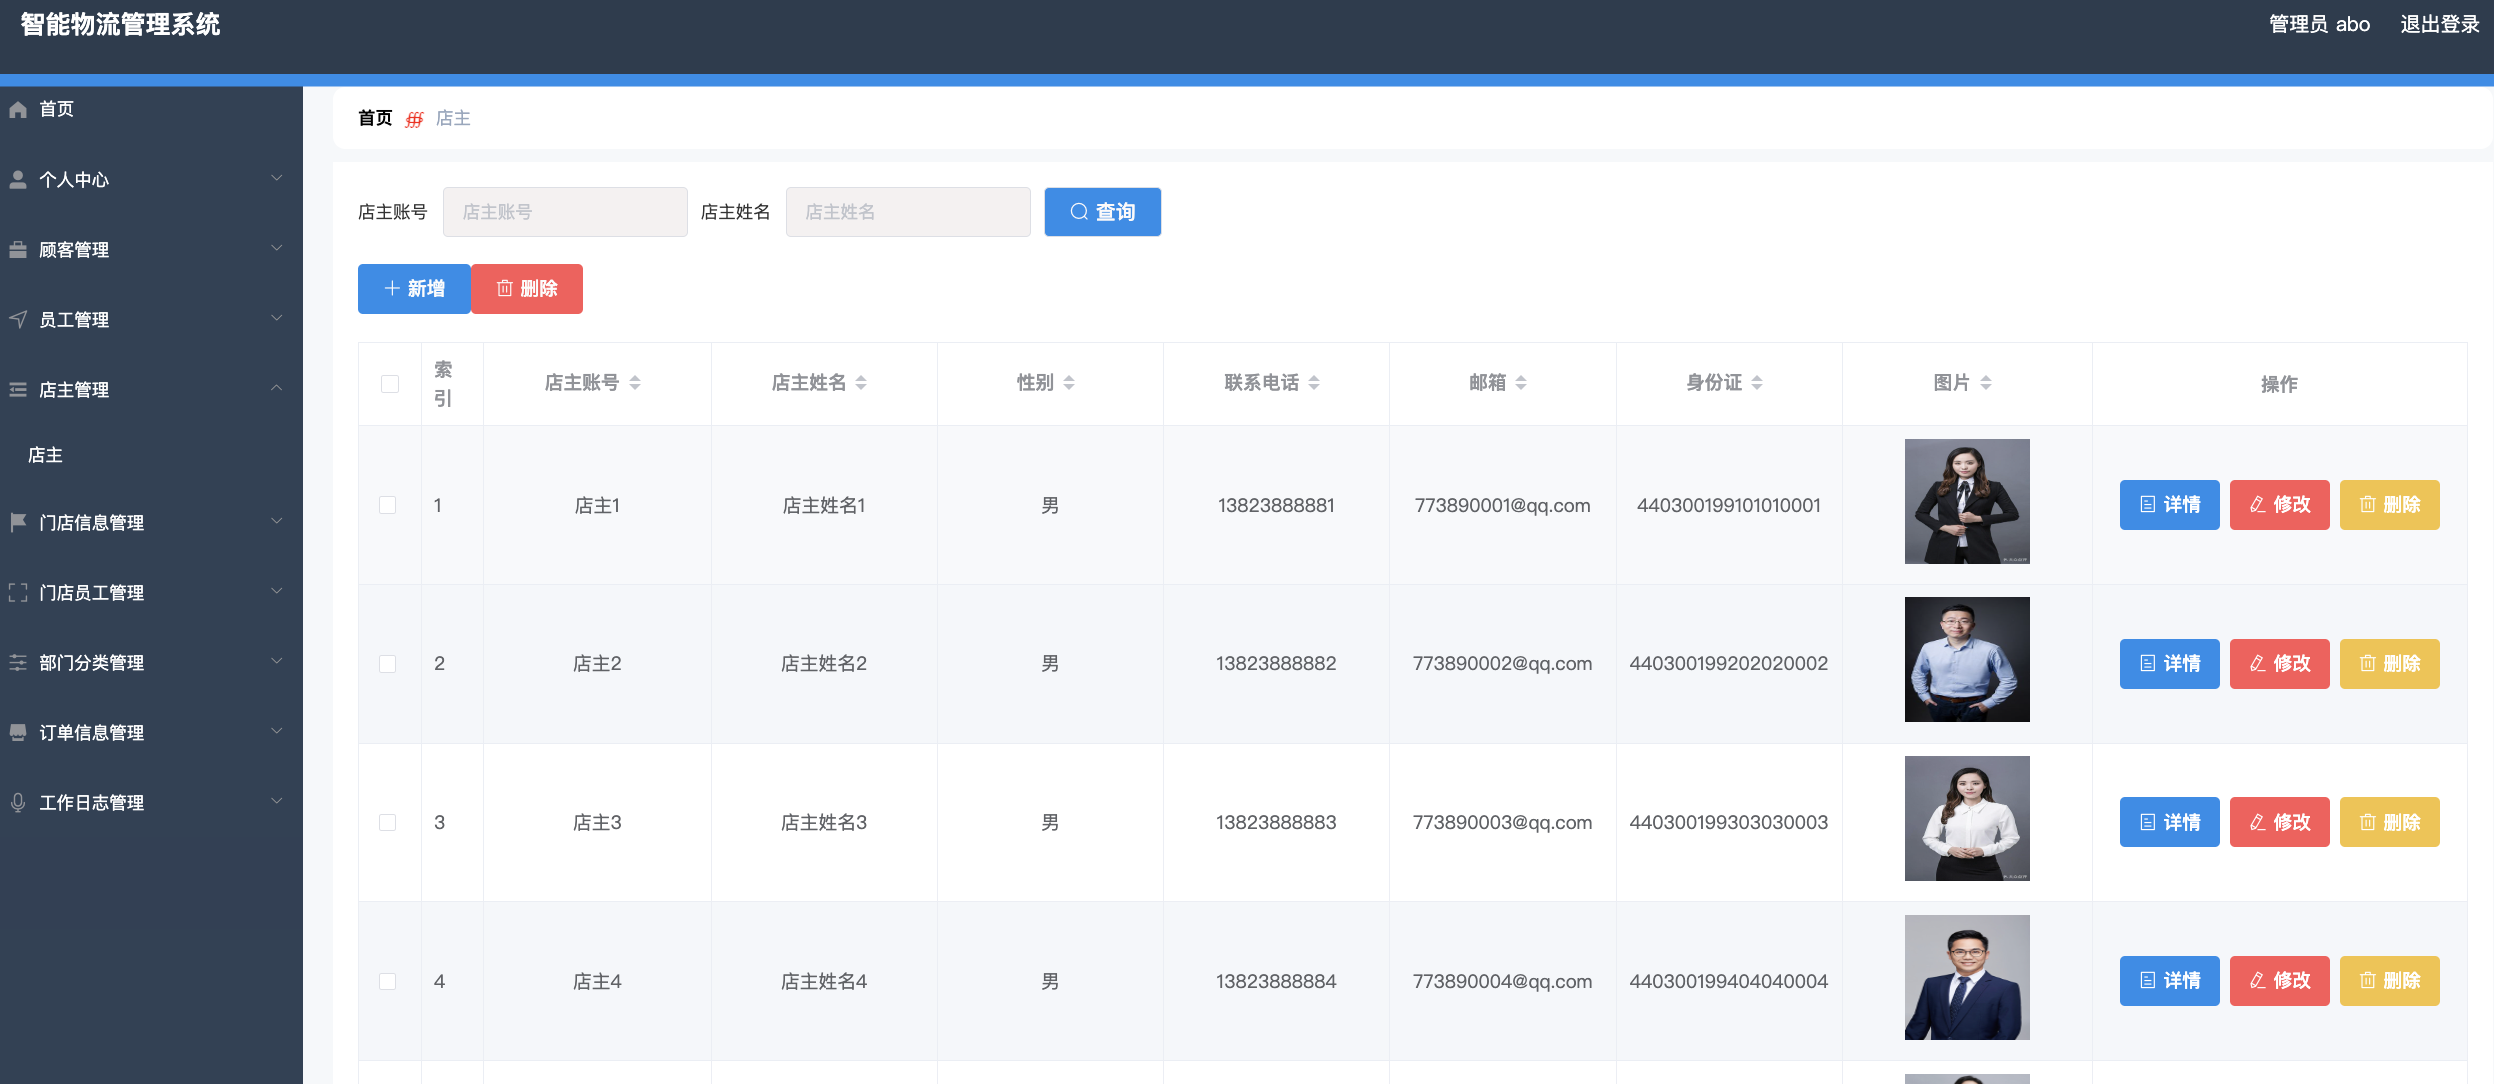 智能物流管理系统
管理员 abo 退出登录
首页
个人中心
顾客管理
员工管理
店主管理
店主
门店信息管理
门店员工管理
部门分类管理
订单信息管理
工作日志管理
首页 店主
店主账号 店主账号 店主姓名 店主姓名 查询
新增 删除
索引 店主账号 店主姓名 性别 联系电话 邮箱 身份证 图片 操作
1 店主1 店主姓名1 男 13823888881 773890001@qq.com 440300199101010001 详情 修改 删除
2 店主2 店主姓名2 男 13823888882 773890002@qq.com 440300199202020002 详情 修改 删除
3 店主3 店主姓名3 男 13823888883 773890003@qq.com 440300199303030003 详情 修改 删除
4 店主4 店主姓名4 男 13823888884 773890004@qq.com 440300199404040004 详情 修改 删除